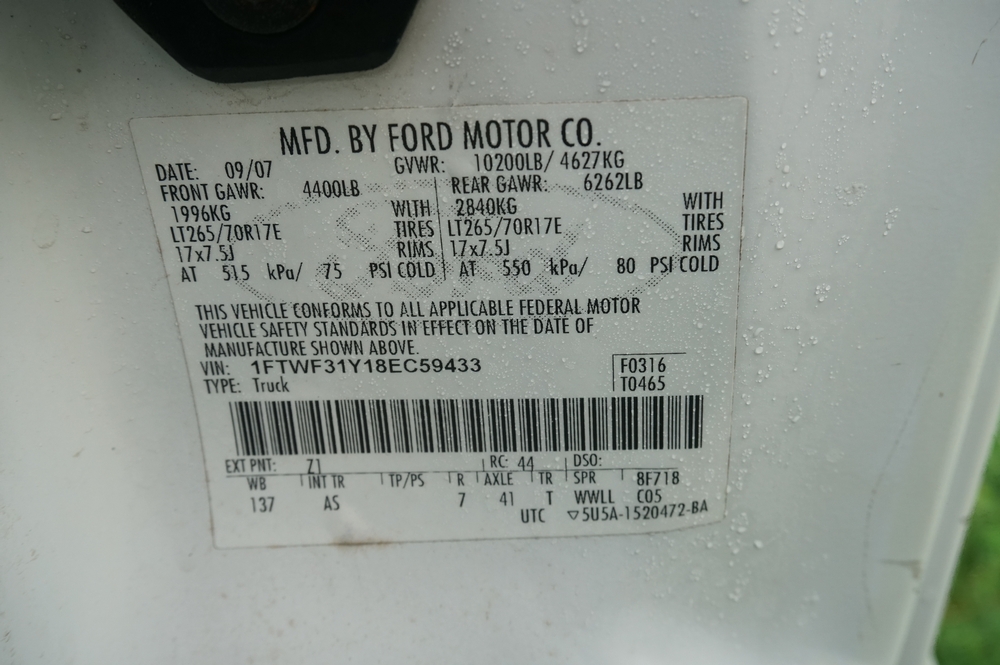 MFD. BY FORD MOTOR CO.
DATE: 09/07 GVWR: 10200LB/ 4627KG
FRONT GAWR: 4400LB REAR GAWR: 6262LB
1996KG WITH 2840KG WITH
LT265/70R17E TIRES LT265/70R17E TIRES
17x7.5J RIMS 17x7.5J RIMS
AT 515 kPa/ 75 PSI COLD AT 550 kPa/ 80 PSI COLD
THIS VEHICLE CONFORMS TO ALL APPLICABLE FEDERAL MOTOR
VEHICLE SAFETY STANDARDS IN EFFECT ON THE DATE OF
MANUFACTURE SHOWN ABOVE.
VIN: 1FTWF31Y18EC59433 F0316
TYPE: Truck T0465
EXT PNT: Z1 RC: 44 DSO:
WB INT TR TP/PS R AXLE TR SPR 8F718
137 AS 7 41 T WWLL C05
UTC ▽5U5A-1520472-BA